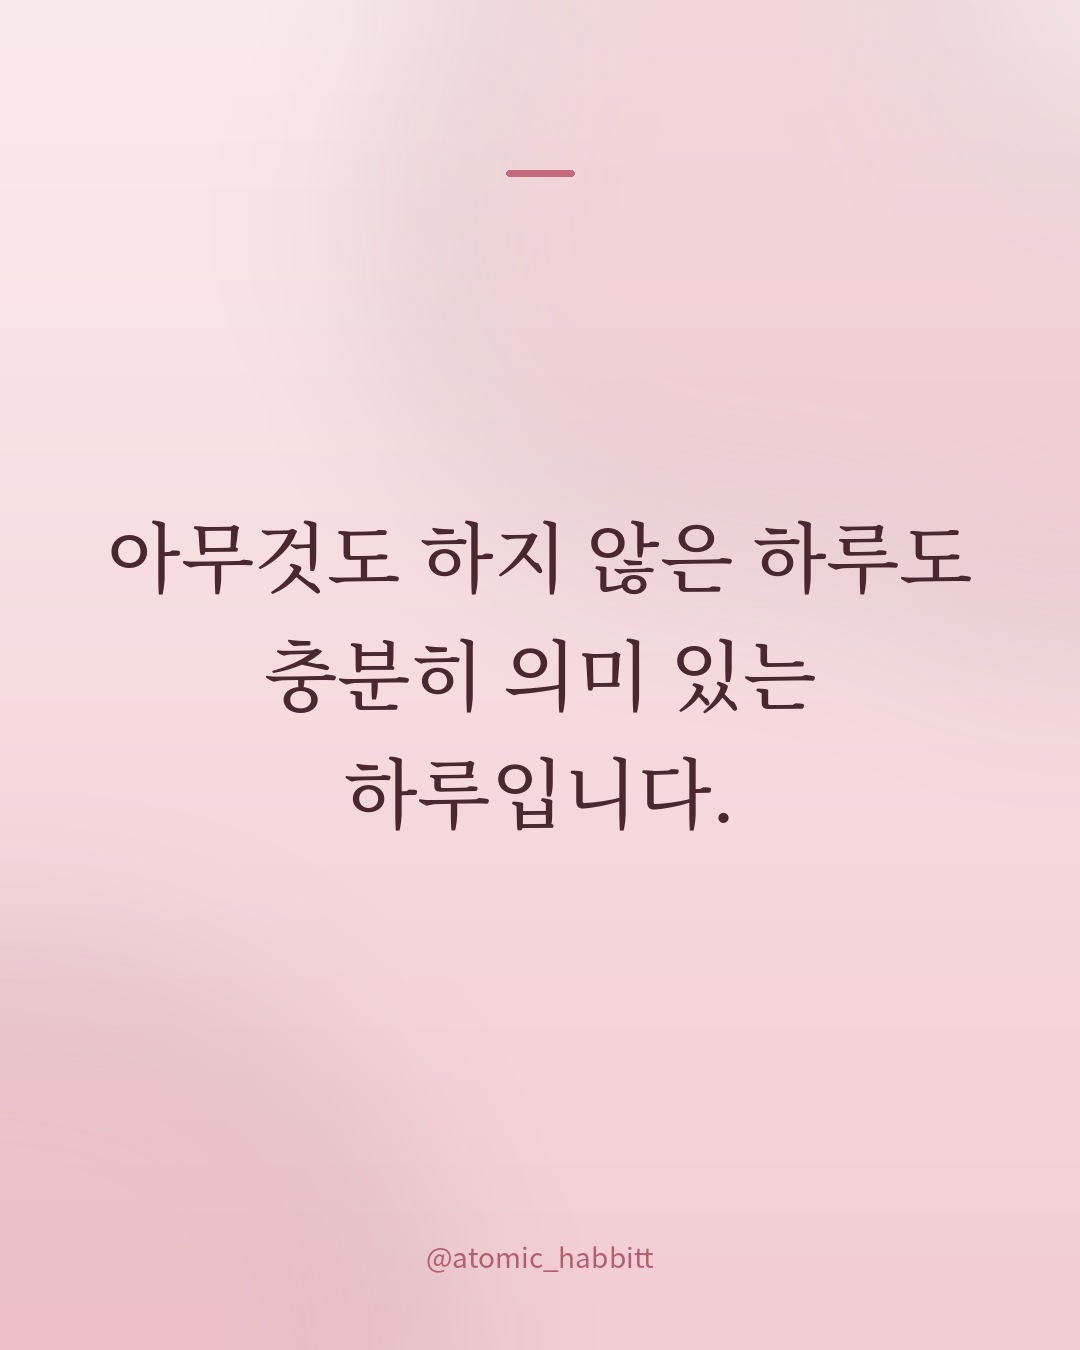 아무것도 하지 않은 하루도
충분히 의미 있는
하루입니다.
@atomic_habbitt